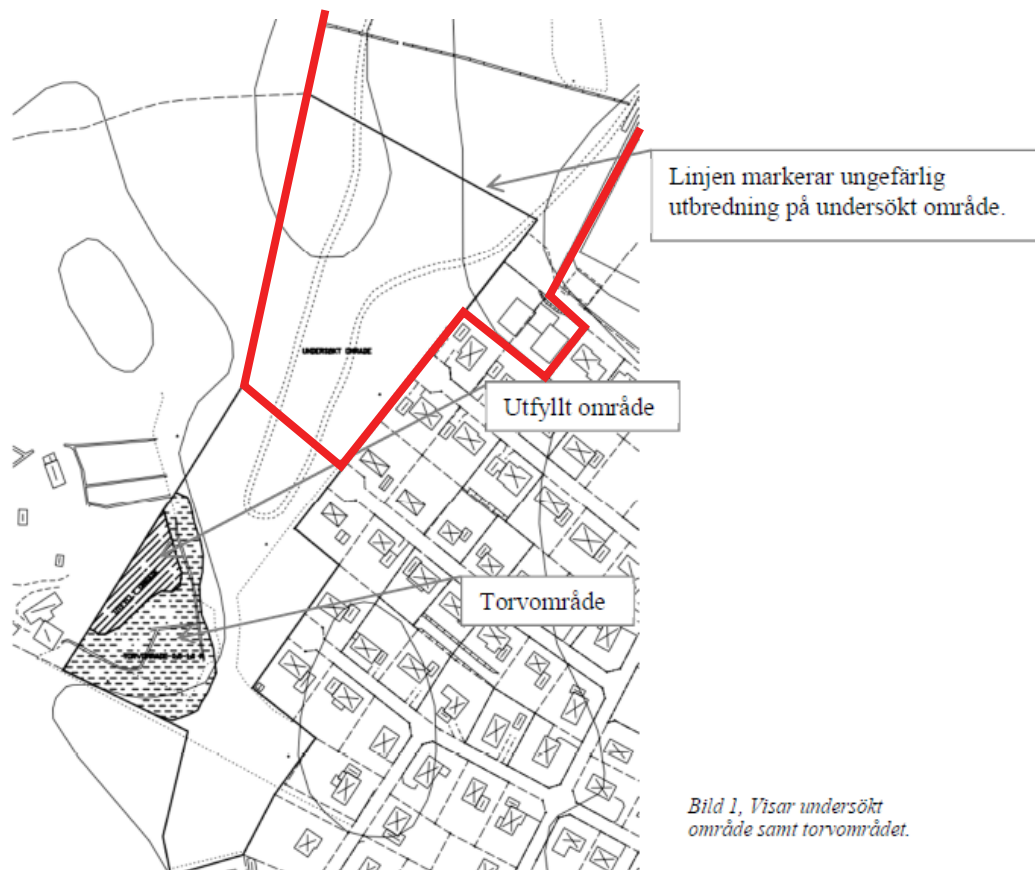 Linjen markerar ungefärlig
utbredning på undersökt område.
UNDERSÖKT OMRÅDE
Utfyllt område
Torvområde
Bild 1, Visar undersökt
område samt torvområdet.